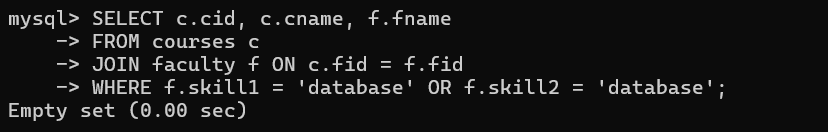 mysql> SELECT c.cid, c.cname, f.fname
    -> FROM courses c
    -> JOIN faculty f ON c.fid = f.fid
    -> WHERE f.skill1 = 'database' OR f.skill2 = 'database';
Empty set (0.00 sec)